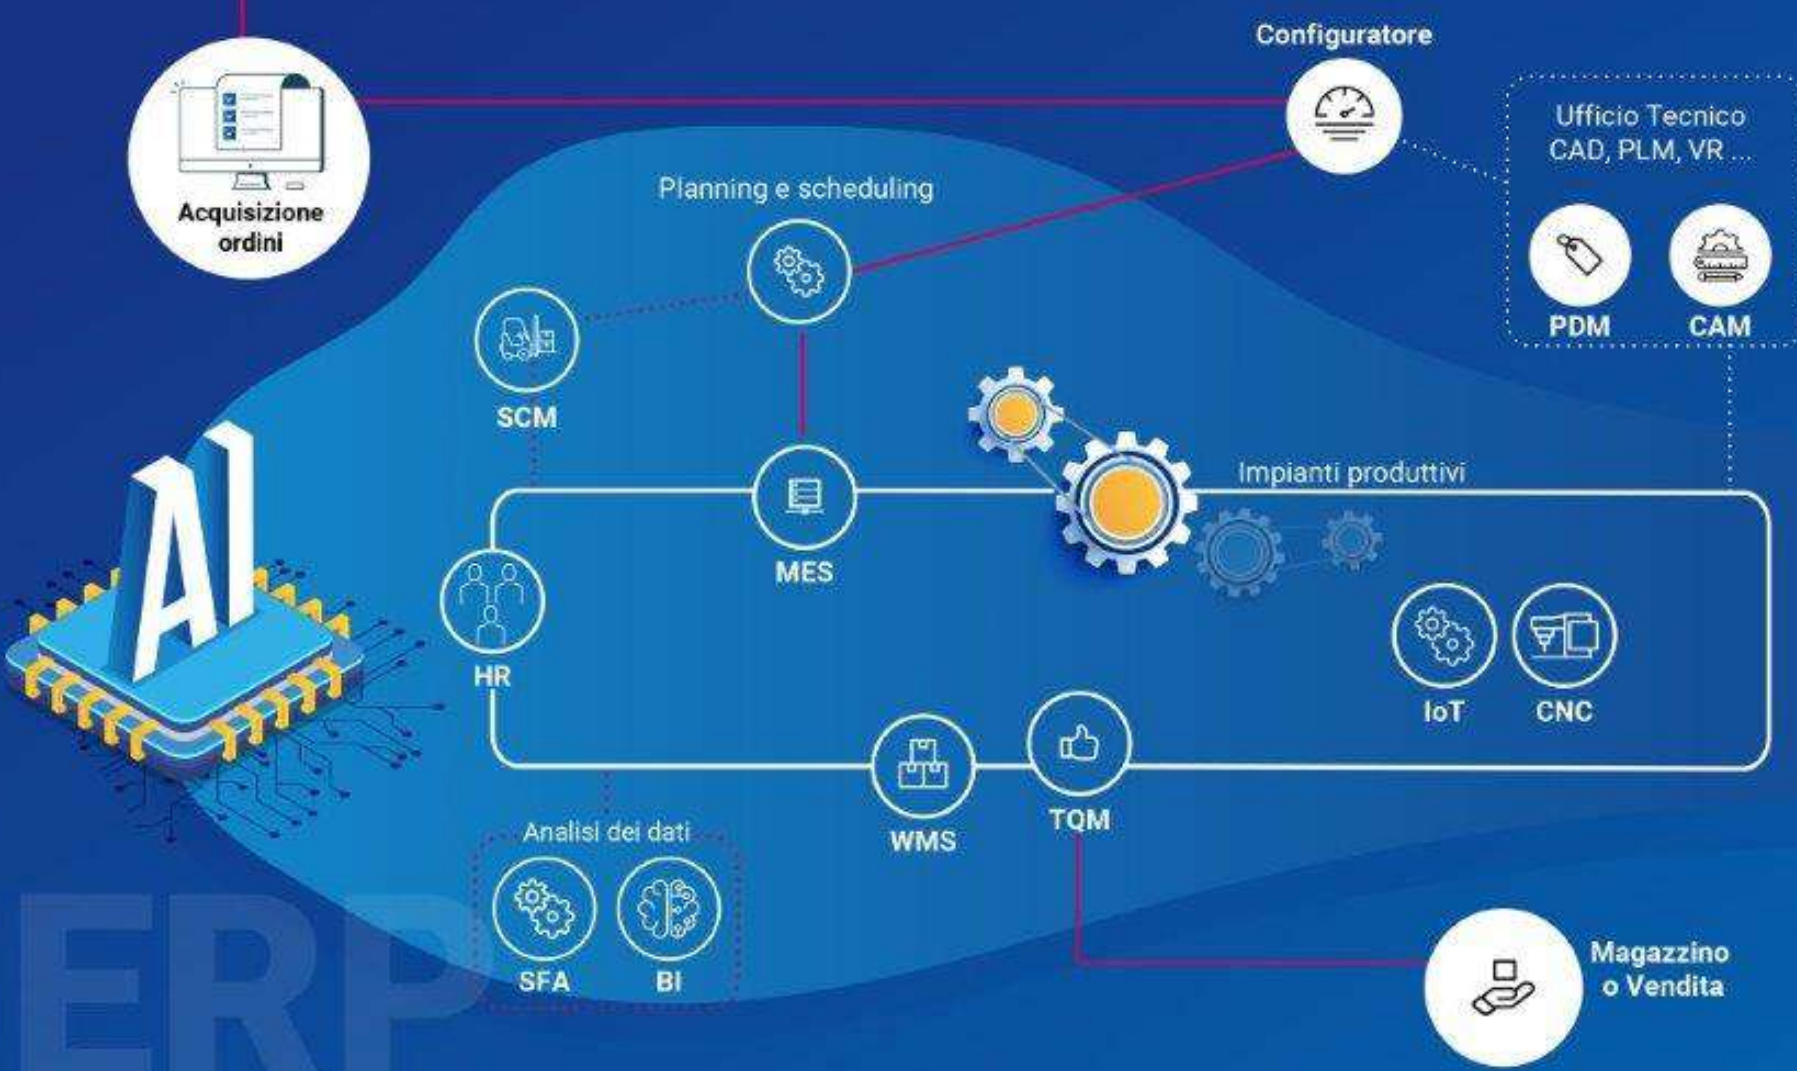 Configuratore
Acquisizione
ordini
Ufficio Tecnico
CAD, PLM, VR ...
PDM
CAM
Planning e scheduling
SCM
AI
MES
Impianti produttivi
HR
IoT
CNC
WMS
TQM
Analisi dei dati
SFA
BI
ERP
Magazzino
o Vendita